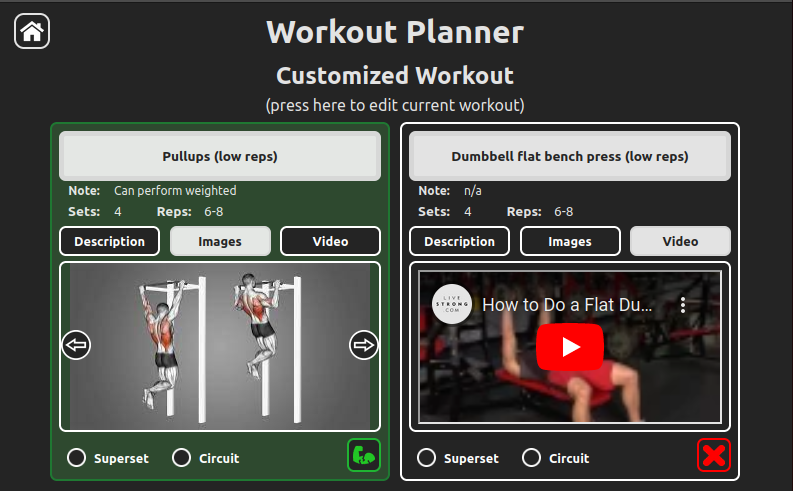 Workout Planner
Customized Workout
(press here to edit current workout)
Pullups (low reps)
Note: Can perform weighted
Sets: 4 Reps: 6-8
Description Images Video
Superset Circuit
Dumbbell flat bench press (low reps)
Note: n/a
Sets: 4 Reps: 6-8
Description Images Video
LIVE
STRONG
.COM
How to Do a Flat Du...
Superset Circuit